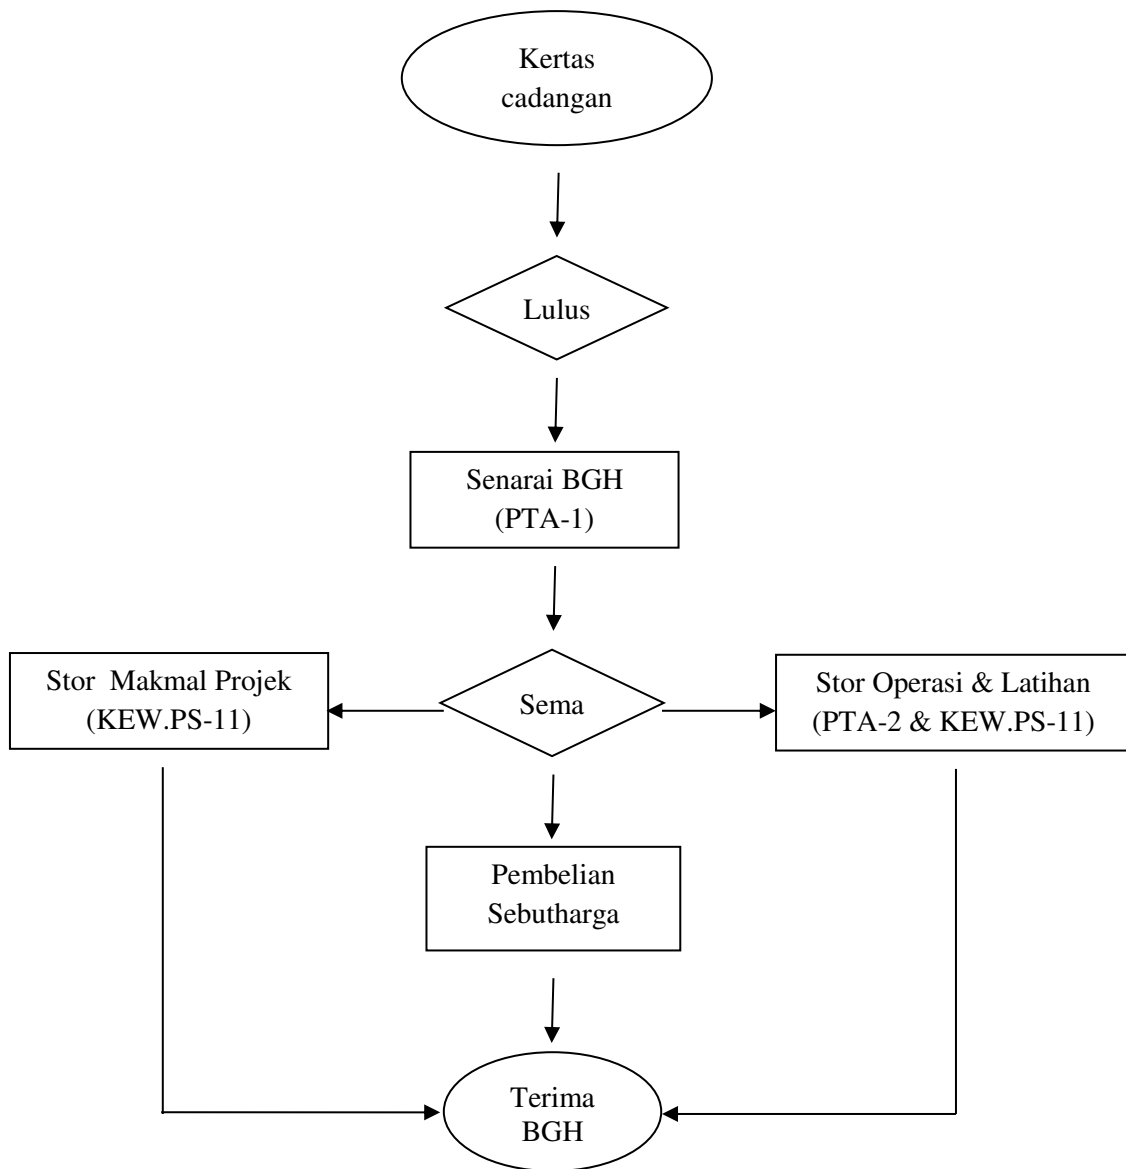 Kertas
cadangan
Lulus
Senarai BGH
(PTA-1)
Stor Makmal Projek
(KEW.PS-11)
Sema
Stor Operasi & Latihan
(PTA-2 & KEW.PS-11)
Pembelian
Sebutharga
Terima
BGH